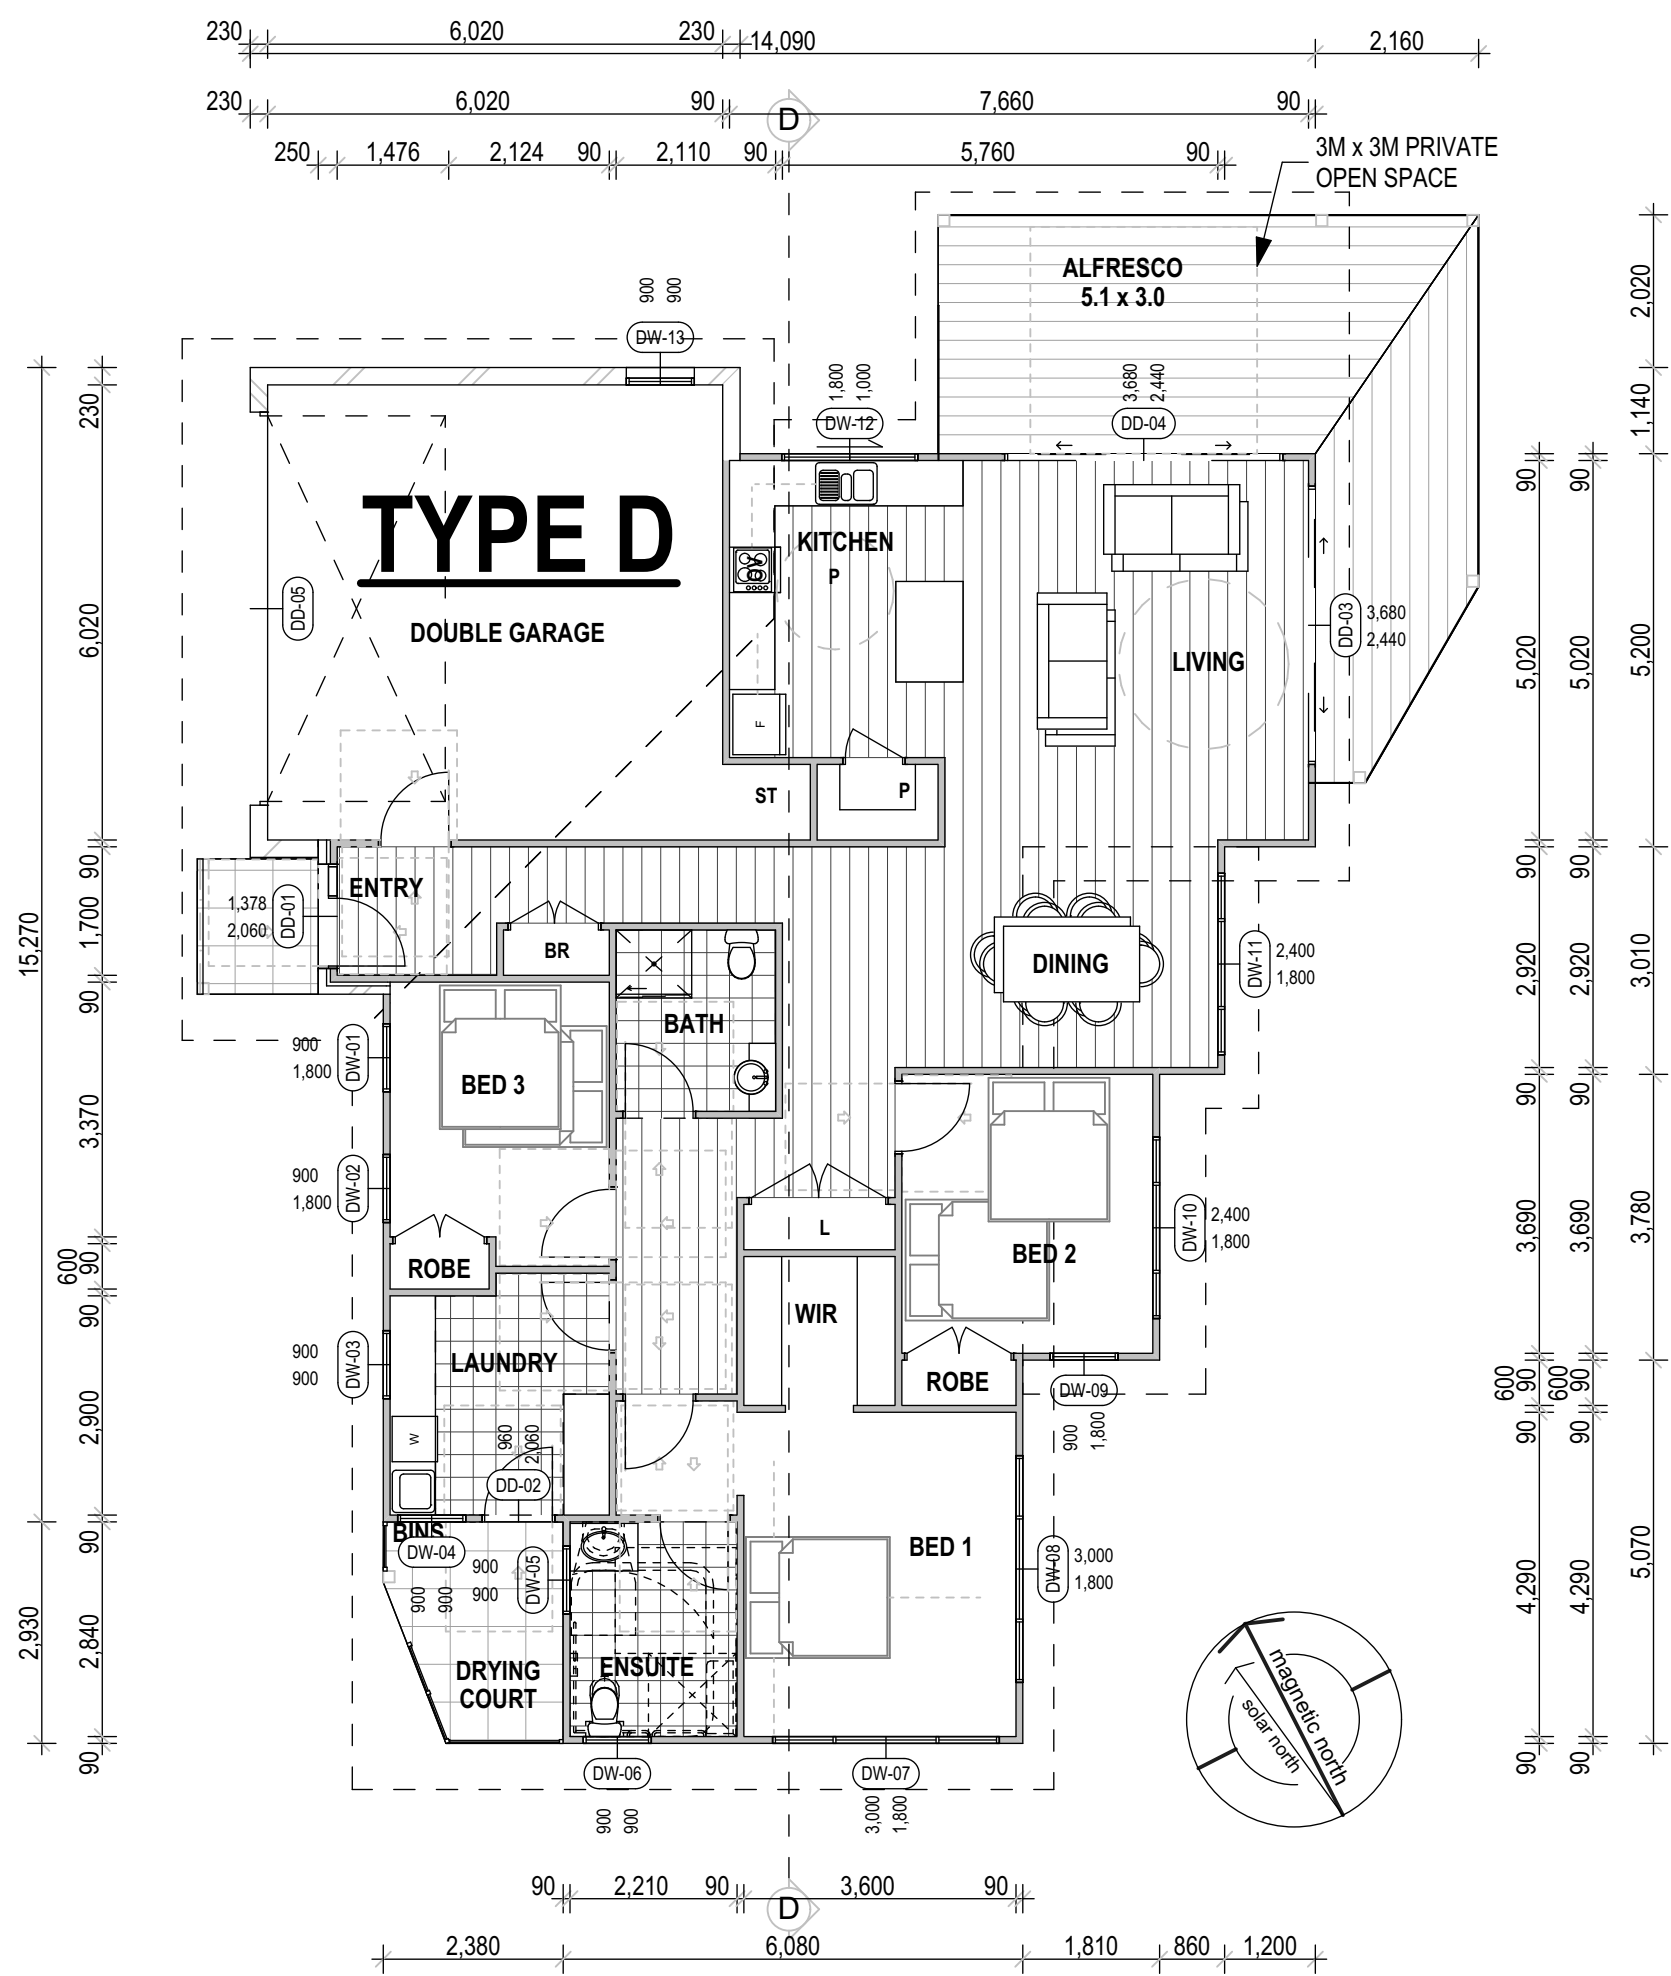 230 6,020 230 14,090 2,160
230 6,020 90 7,660 90
D
250 1,476 2,124 90 2,110 90 5,760 90
3M x 3M PRIVATE
OPEN SPACE
ALFRESCO
5.1 x 3.0
900
900
DW-13
1,800
1,000
DW-12
3,680
2,440
DD-04
TYPE D
DD-05
DOUBLE GARAGE
KITCHEN
P
F
LIVING
DD-03
3,680
2,440
ST
P
ENTRY
1,378
2,060
DD-01
BR
BATH
DINING
DW-11
2,400
1,800
900
1,800
DW-01
BED 3
900
1,800
DW-02
ROBE
L
BED 2
DW-10
2,400
1,800
WIR
900
900
DW-03
LAUNDRY
ROBE
DW-09
900
1,800
W
960
2,060
DD-02
BINS
DW-04
900
900
900
900
DW-05
BED 1
DW-08
3,000
1,800
DRYING
COURT
ENSUITE
DW-06
900
900
DW-07
3,000
1,800
magnetic north
solar north
15,270
2,930
230
6,020
90
1,700
90
3,370
90
600
90
2,900
90
2,840
90
90
5,020
90
2,920
90
3,690
90
600
90
4,290
90
90
5,020
90
2,920
90
3,690
90
600
90
4,290
90
2,020
1,140
5,200
3,010
3,780
5,070
90 2,210 90 3,600 90
D
2,380 6,080 1,810 860 1,200